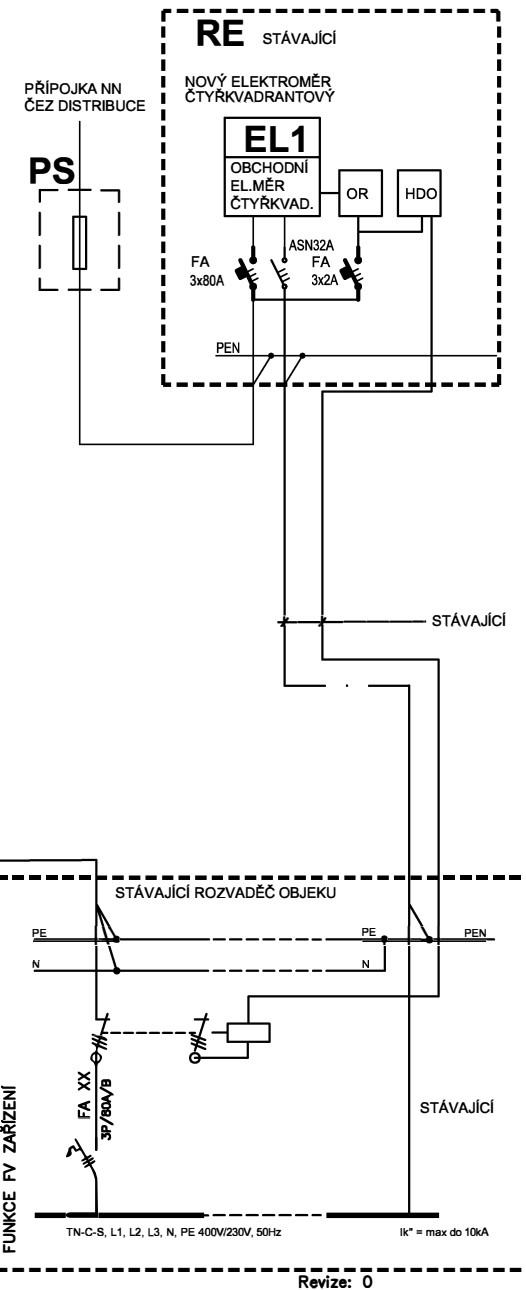 RE STÁVAJÍCÍ
PŘÍPOJKA NN
ČEZ DISTRIBUCE
NOVÝ ELEKTROMĚR
ČTYŘKVADRANTOVÝ
PS
EL1
OBCHODNÍ
EL.MĚR
ČTYŘKVAD.
OR
HDO
ASN32A
FA
3x80A
FA
3x2A
PEN
STÁVAJÍCÍ
STÁVAJÍCÍ ROZVADĚČ OBJEKU
PE
PE
PEN
N
N
FA XX
3P/80A/B
STÁVAJÍCÍ
FUNKCE FV ZAŘÍZENÍ
TN-C-S, L1, L2, L3, N, PE 400V/230V, 50Hz
Ik" = max do 10kA
Revize: 0